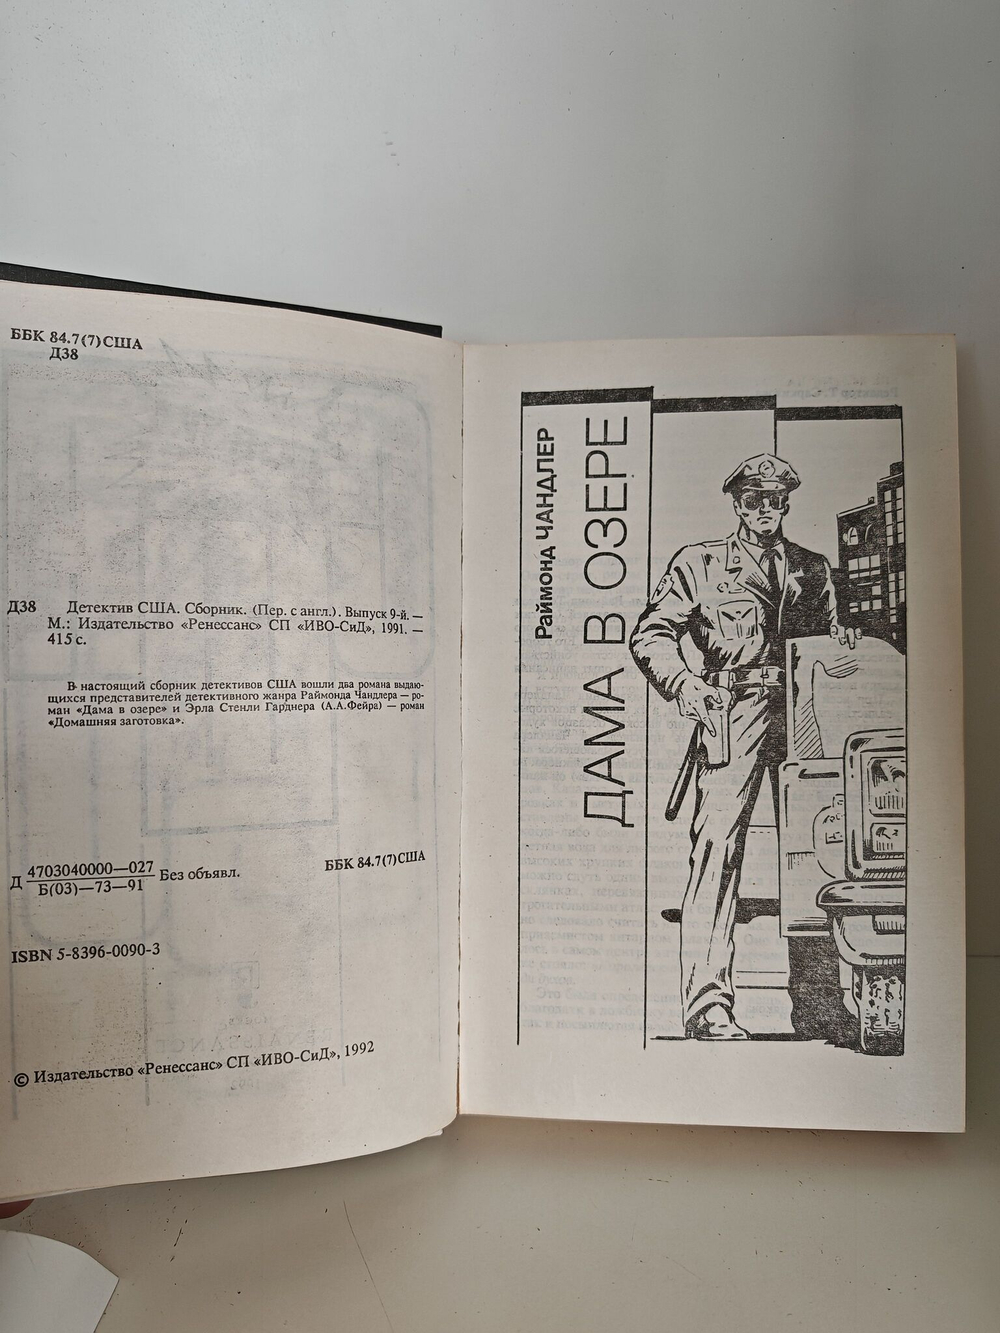 ББК 84.7(7)США
Д38
Д38 Детектив США. Сборник. (Пер. с англ.). Выпуск 9-й. —
М.: Издательство «Ренессанс» СП «ИВО-СиД», 1991. —
415 с.
В настоящий сборник детективов США вошли два романа выдаю-
щихся представителей детективного жанра Раймонда Чандлера — ро-
ман «Дама в озере» и Эрла Стенли Гарднера (А.А.Фейра) — роман
«Домашняя заготовка».
Д 4703040000—027
Б(03)—73—91 Без объявл.
ББК 84.7(7)США
ISBN 5-8396-0090-3
© Издательство «Ренессанс» СП «ИВО-СиД», 1992
Раймонд ЧАНДЛЕР
ДАМА В ОЗЕРЕ